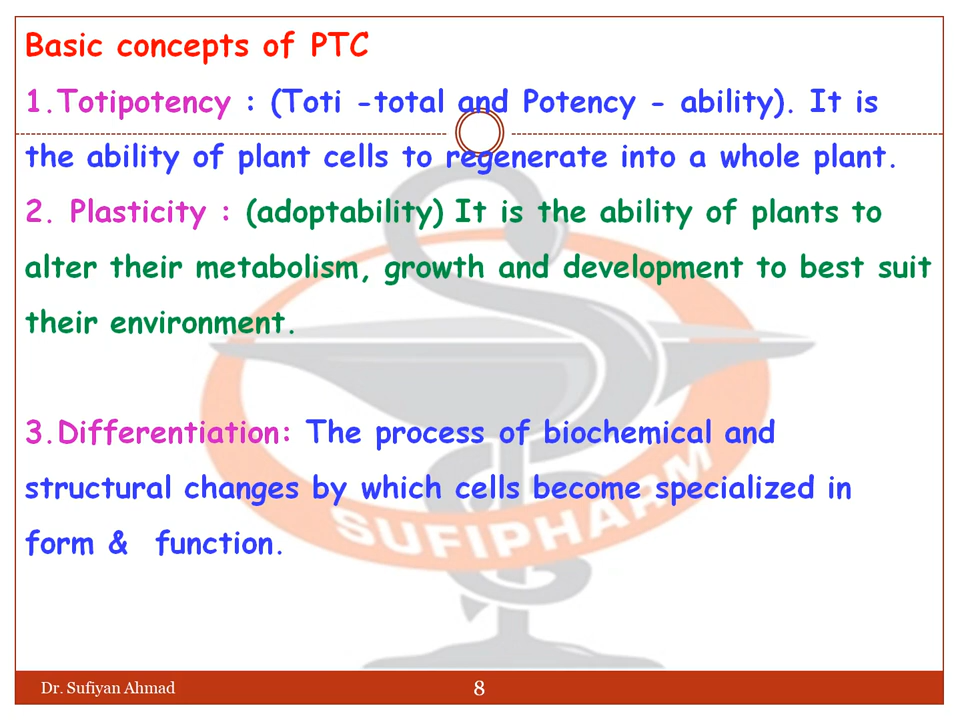 Basic concepts of PTC
1.Totipotency : (Toti -total and Potency - ability). It is
the ability of plant cells to regenerate into a whole plant.
2. Plasticity : (adoptability) It is the ability of plants to
alter their metabolism, growth and development to best suit
their environment.
3.Differentiation: The process of biochemical and
structural changes by which cells become specialized in
form & function.
SUFIPHARM
Dr. Sufiyan Ahmad
8